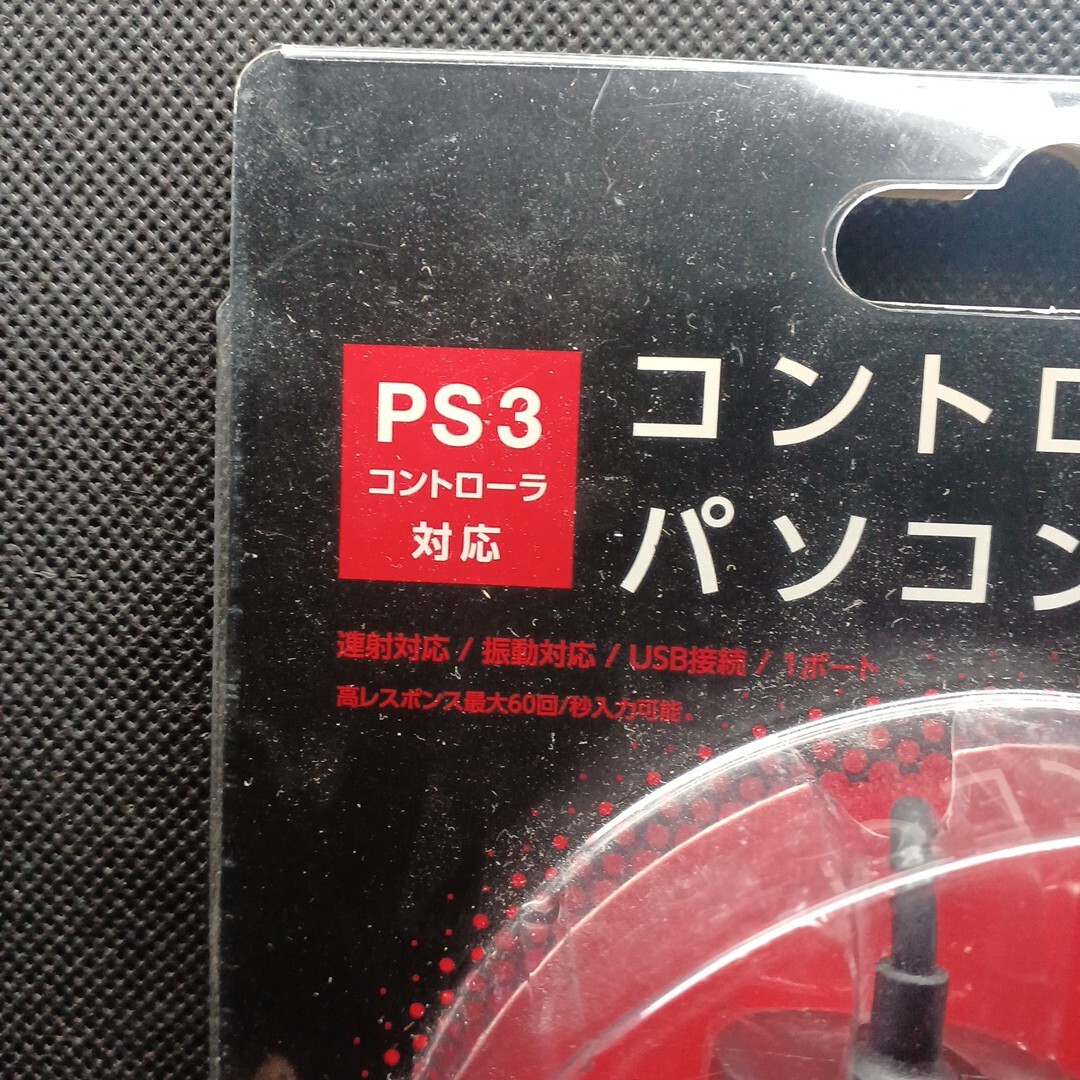 PS3
コントローラ
対応
コントロ
パソコン
連射対応 / 振動対応 / USB接続 / 1ポート
高レスポンス最大60回/秒入力可能.